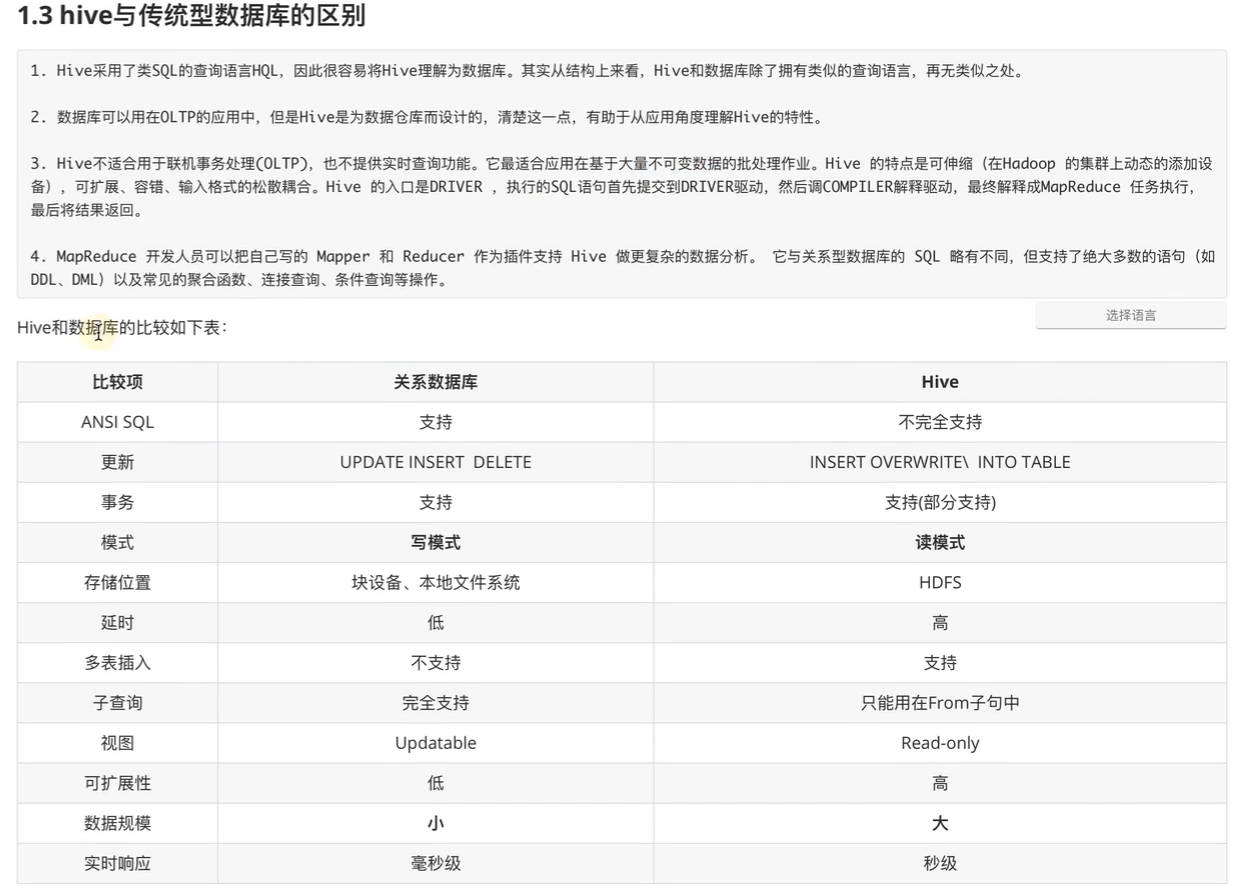 1.3 hive与传统型数据库的区别
1. Hive采用了类SQL的查询语言HQL，因此很容易将Hive理解为数据库。其实从结构上来看，Hive和数据库除了拥有类似的查询语言，再无类似之处。
2. 数据库可以用在OLTP的应用中，但是Hive是为数据仓库而设计的，清楚这一点，有助于从应用角度理解Hive的特性。
3. Hive不适合用于联机事务处理(OLTP)，也不提供实时查询功能。它最适合应用在基于大量不可变数据的批处理作业。Hive 的特点是可伸缩（在Hadoop 的集群上动态的添加设
备），可扩展、容错、输入格式的松散耦合。Hive 的入口是DRIVER ，执行的SQL语句首先提交到DRIVER驱动，然后调COMPILER解释驱动，最终解释成MapReduce 任务执行，
最后将结果返回。
4. MapReduce 开发人员可以把自己写的 Mapper 和 Reducer 作为插件支持 Hive 做更复杂的数据分析。 它与关系型数据库的 SQL 略有不同，但支持了绝大多数的语句（如
DDL、DML）以及常见的聚合函数、连接查询、条件查询等操作。
选择语言
Hive和数据库的比较如下表：
比较项 关系数据库 Hive
ANSI SQL 支持 不完全支持
更新 UPDATE INSERT DELETE INSERT OVERWRITE\ INTO TABLE
事务 支持 支持(部分支持)
模式 写模式 读模式
存储位置 块设备、本地文件系统 HDFS
延时 低 高
多表插入 不支持 支持
子查询 完全支持 只能用在From子句中
视图 Updatable Read-only
可扩展性 低 高
数据规模 小 大
实时响应 毫秒级 秒级